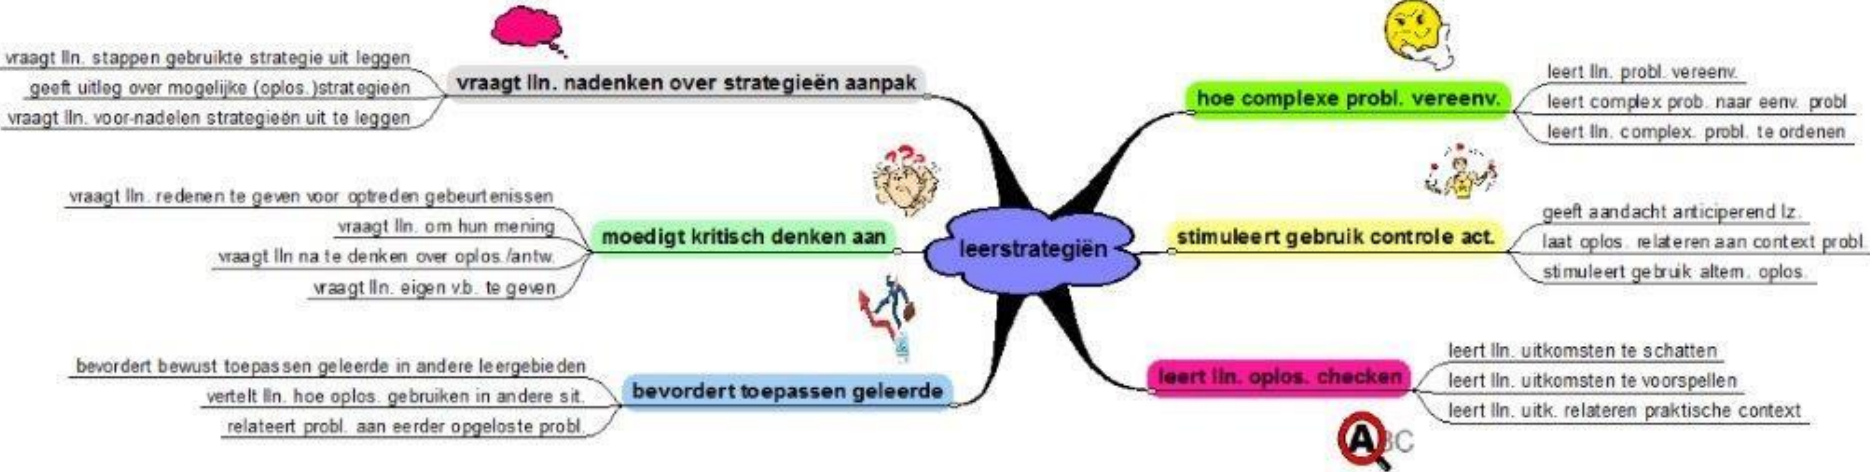 vraagt lln. stappen gebruikte strategie uit leggen
geeft uitleg over mogelijke (oplos.)strategieën
vraagt lln. voor-nadelen strategieën uit te leggen
vraagt lln. nadenken over strategieën aanpak
vraagt lln. redenen te geven voor optreden gebeurtenissen
vraagt lln. om hun mening
vraagt lln na te denken over oplos./antw.
vraagt lln. eigen v.b. te geven
moedigt kritisch denken aan
bevordert bewust toepassen geleerde in andere leergebieden
vertelt lln. hoe oplos. gebruiken in andere sit.
relateert probl. aan eerder opgeloste probl.
bevordert toepassen geleerde
leerstrategiën
hoe complexe probl. vereenv.
leert lln. probl. vereenv.
leert complex prob. naar eenv. probl
leert lln. complex. probl. te ordenen
stimuleert gebruik controle act.
geeft aandacht anticiperend lz.
laat oplos. relateren aan context probl.
stimuleert gebruik altern. oplos.
leert lln. oplos. checken
leert lln. uitkomsten te schatten
leert lln. uitkomsten te voorspellen
leert lln. uitk. relateren praktische context
ABC